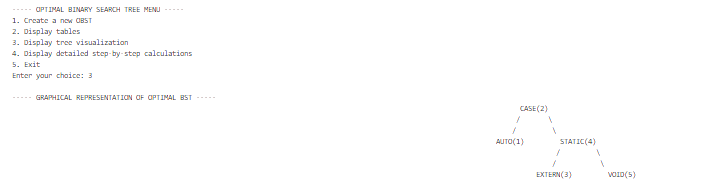 ----- OPTIMAL BINARY SEARCH TREE MENU -----
1. Create a new OBST
2. Display tables
3. Display tree visualization
4. Display detailed step-by-step calculations
5. Exit
Enter your choice: 3
----- GRAPHICAL REPRESENTATION OF OPTIMAL BST -----
CASE(2)
/ \
/ \
AUTO(1) STATIC(4)
/ \
/ \
EXTERN(3) VOID(5)